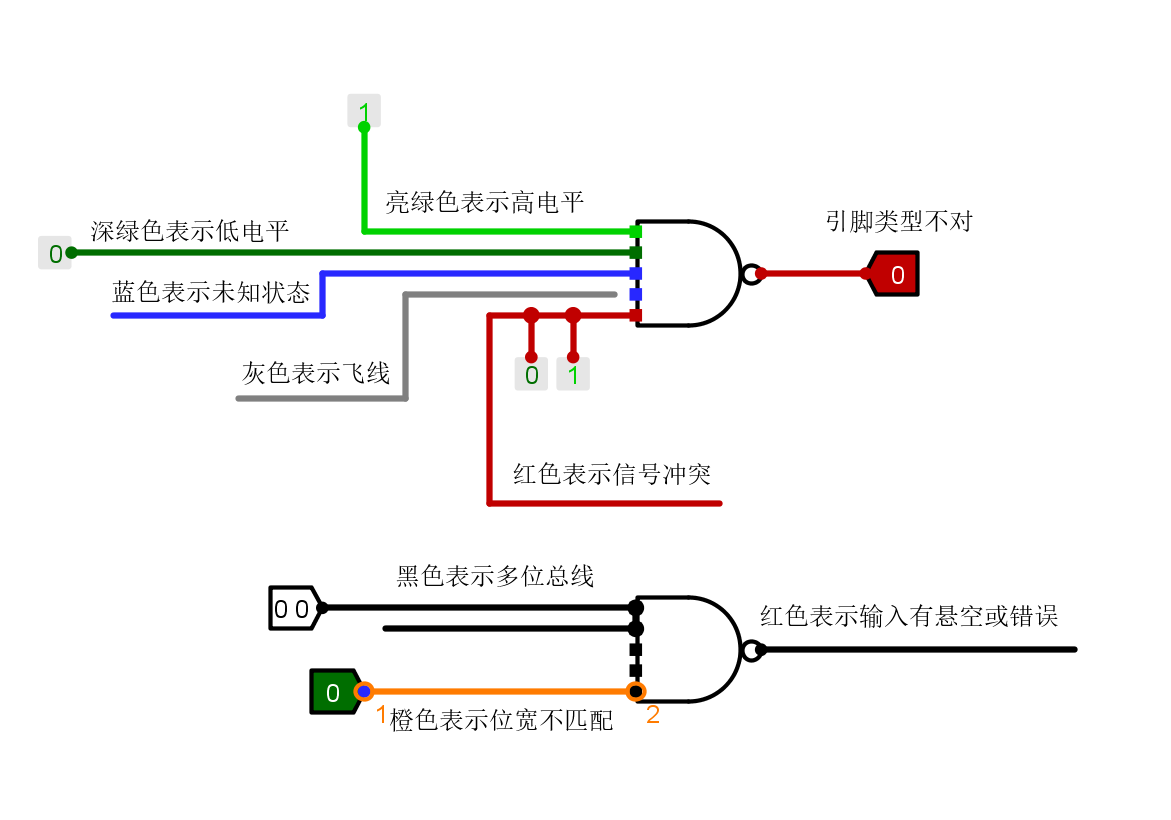 1
亮绿色表示高电平
深绿色表示低电平
0
引脚类型不对
0
蓝色表示未知状态
灰色表示飞线
0
1
红色表示信号冲突
黑色表示多位总线
0 0
红色表示输入有悬空或错误
0
1
橙色表示位宽不匹配
2